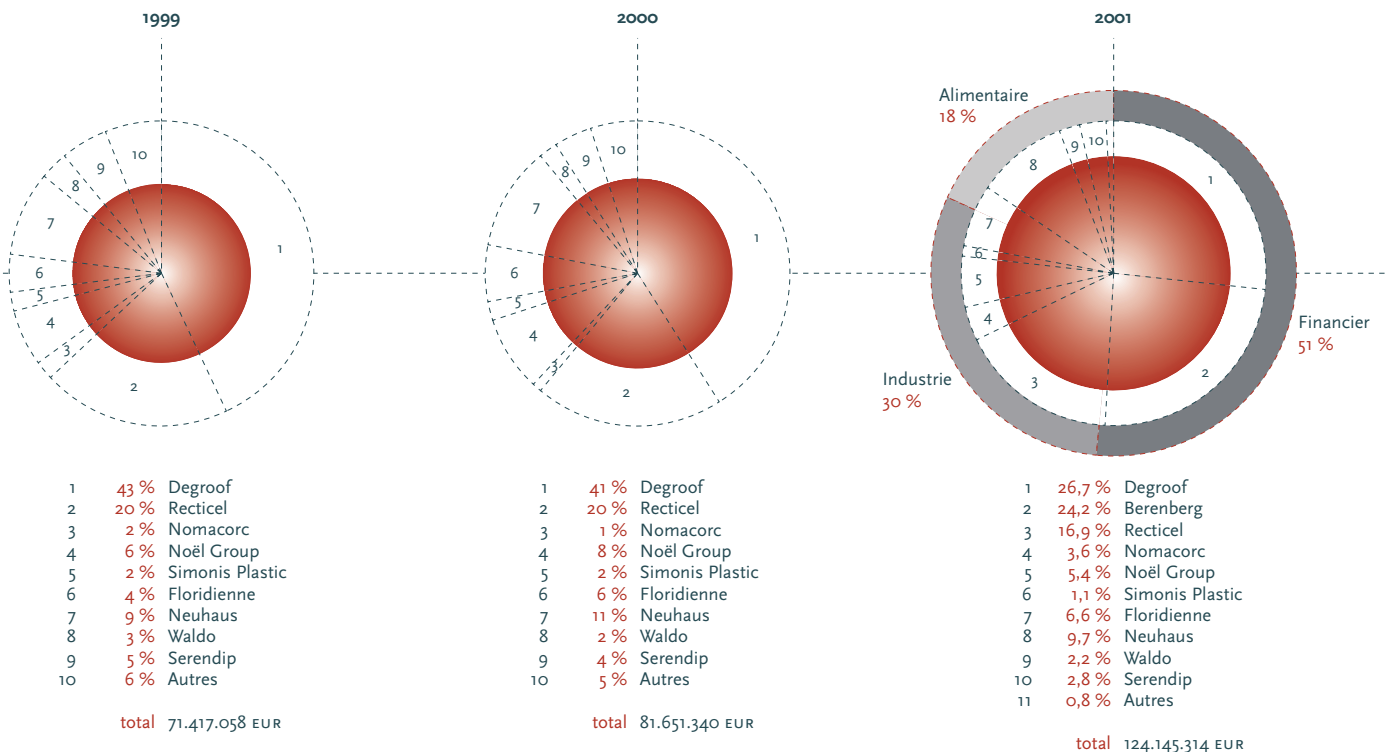 1999
1
2
3
4
5
6
7
8
9
10
1 43 % Degroof
2 20 % Recticel
3 2 % Nomacorc
4 6 % Noël Group
5 2 % Simonis Plastic
6 4 % Floridienne
7 9 % Neuhaus
8 3 % Waldo
9 5 % Serendip
10 6 % Autres
total 71.417.058 EUR
2000
1
2
3
4
5
6
7
8
9
10
1 41 % Degroof
2 20 % Recticel
3 1 % Nomacorc
4 8 % Noël Group
5 2 % Simonis Plastic
6 6 % Floridienne
7 11 % Neuhaus
8 2 % Waldo
9 4 % Serendip
10 5 % Autres
total 81.651.340 EUR
2001
Alimentaire
18 %
Financier
51 %
Industrie
30 %
1
2
3
4
5
6
7
8
9
10
1 26,7 % Degroof
2 24,2 % Berenberg
3 16,9 % Recticel
4 3,6 % Nomacorc
5 5,4 % Noël Group
6 1,1 % Simonis Plastic
7 6,6 % Floridienne
8 9,7 % Neuhaus
9 2,2 % Waldo
10 2,8 % Serendip
11 0,8 % Autres
total 124.145.314 EUR